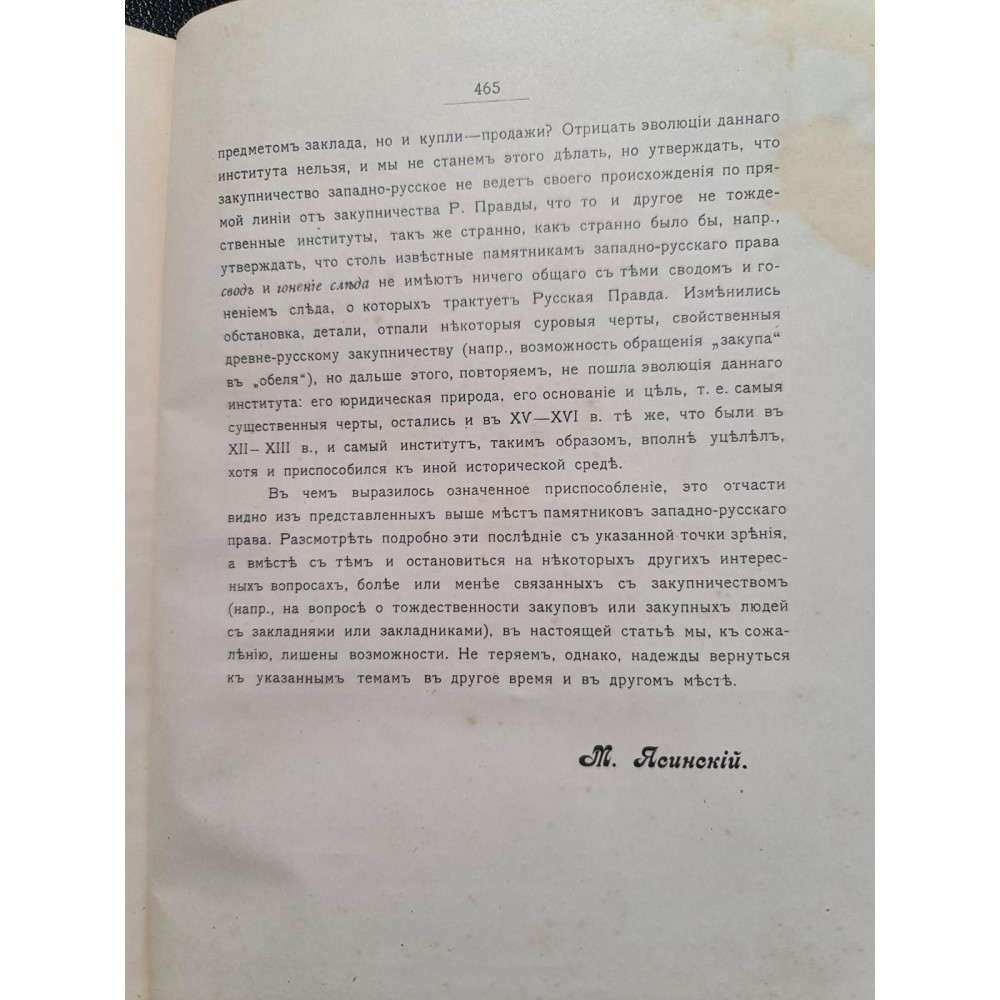 465
предметомъ заклада, но и купли—продажи? Отрицать эволюціи даннаго
института нельзя, и мы не станемъ этого дѣлать, но утверждать, что
закупничество западно-русское не ведетъ своего происхожденія по пря-
мой линіи отъ закупничества Р. Правды, что то и другое не тожде-
ственные институты, такъ же странно, какъ странно было бы, напр.,
утверждать, что столь извѣстные памятникамъ западно-русскаго права
сводъ и гоненіе слѣда не имѣютъ ничего общаго съ тѣми сводомъ и го-
неніемъ слѣда, о которыхъ трактуетъ Русская Правда. Измѣнились
обстановка, детали, отпали нѣкоторыя суровыя черты, свойственныя
древне-русскому закупничеству (напр., возможность обращенія „закупа“
въ „обеля“), но дальше этого, повторяемъ, не пошла эволюція даннаго
института: его юридическая природа, его основаніе и цѣль, т. е. самыя
существенныя черты, остались и въ XV—XVI в. тѣ же, что были въ
XII—XIII в., и самый институтъ, такимъ образомъ, вполнѣ уцѣлѣлъ,
хотя и приспособился къ иной исторической средѣ.
Въ чемъ выразилось означенное приспособленіе, это отчасти
видно изъ представленныхъ выше мѣстъ памятниковъ западно-русскаго
права. Разсмотрѣть подробно эти послѣдніе съ указанной точки зрѣнія,
а вмѣстѣ съ тѣмъ и остановиться на нѣкоторыхъ другихъ интерес-
ныхъ вопросахъ, болѣе или менѣе связанныхъ съ закупничествомъ
(напр., на вопросѣ о тождественности закуповъ или закупныхъ людей
съ закладнями или закладниками), въ настоящей статьѣ мы, къ сожа-
лѣнію, лишены возможности. Не теряемъ, однако, надежды вернуться
къ указаннымъ темамъ въ другое время и въ другомъ мѣстѣ.
М. Ясинскій.